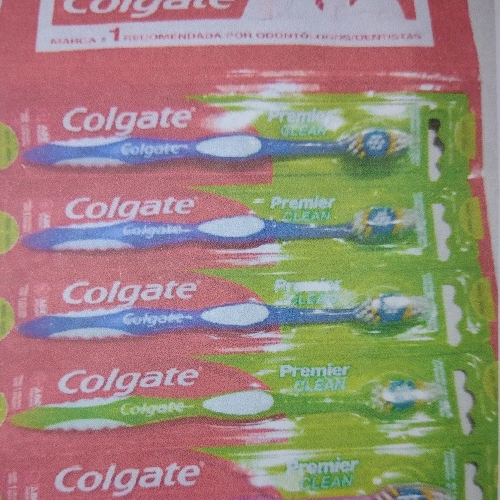 Colgate
MARCA #1 RECOMENDADA POR ODONTÓLOGOS/DENTISTAS
Colgate Premier
CLEAN
Colgate
Colgate Premier
CLEAN
Colgate
Colgate Premier
CLEAN
Colgate
Colgate Premier
CLEAN
Colgate
Colgate Premier
CLEAN